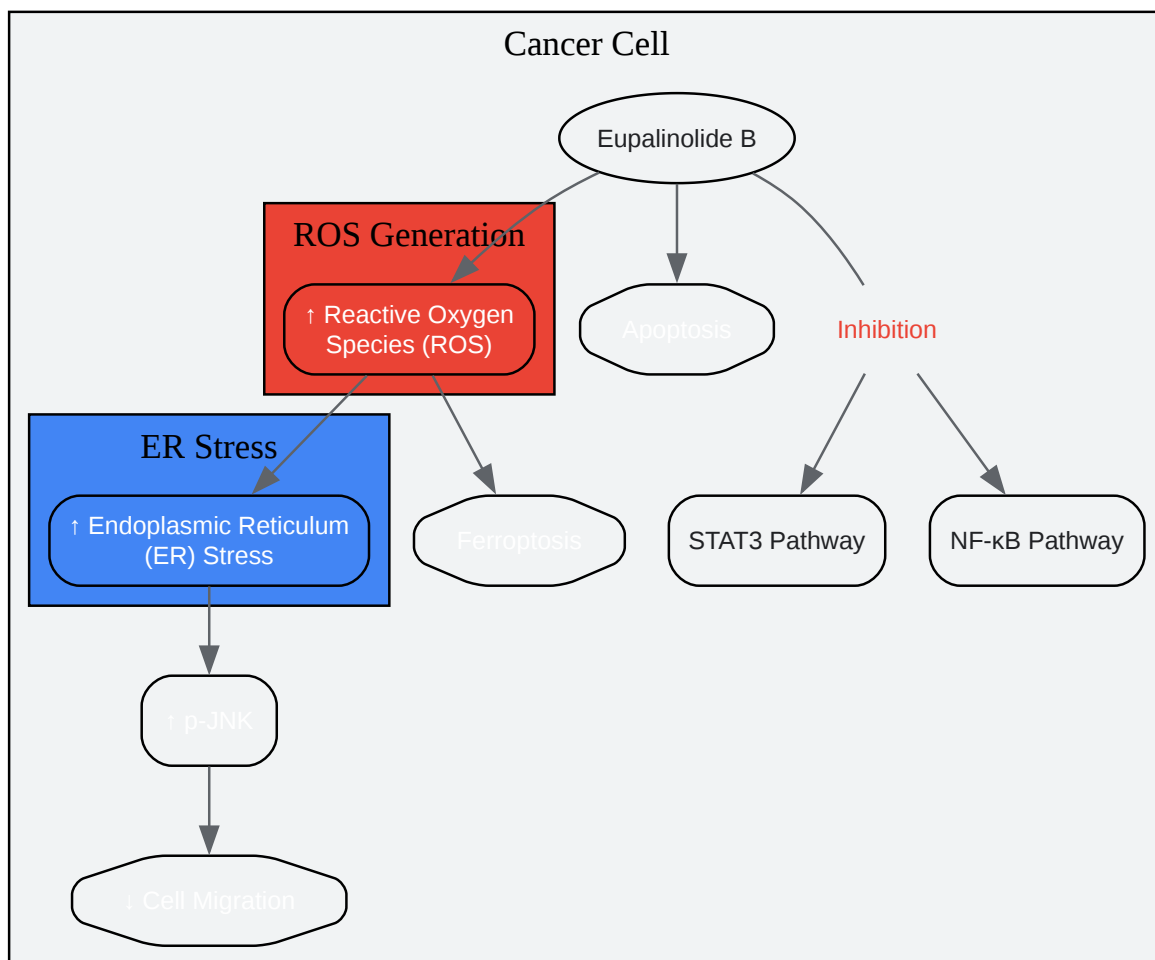 Cancer Cell
Eupalinolide B
ROS Generation
↑ Reactive Oxygen
Species (ROS)
Apoptosis
Inhibition
ER Stress
↑ Endoplasmic Reticulum
(ER) Stress
Ferroptosis
STAT3 Pathway
NF-κB Pathway
↑ p-JNK
↓ Cell Migration